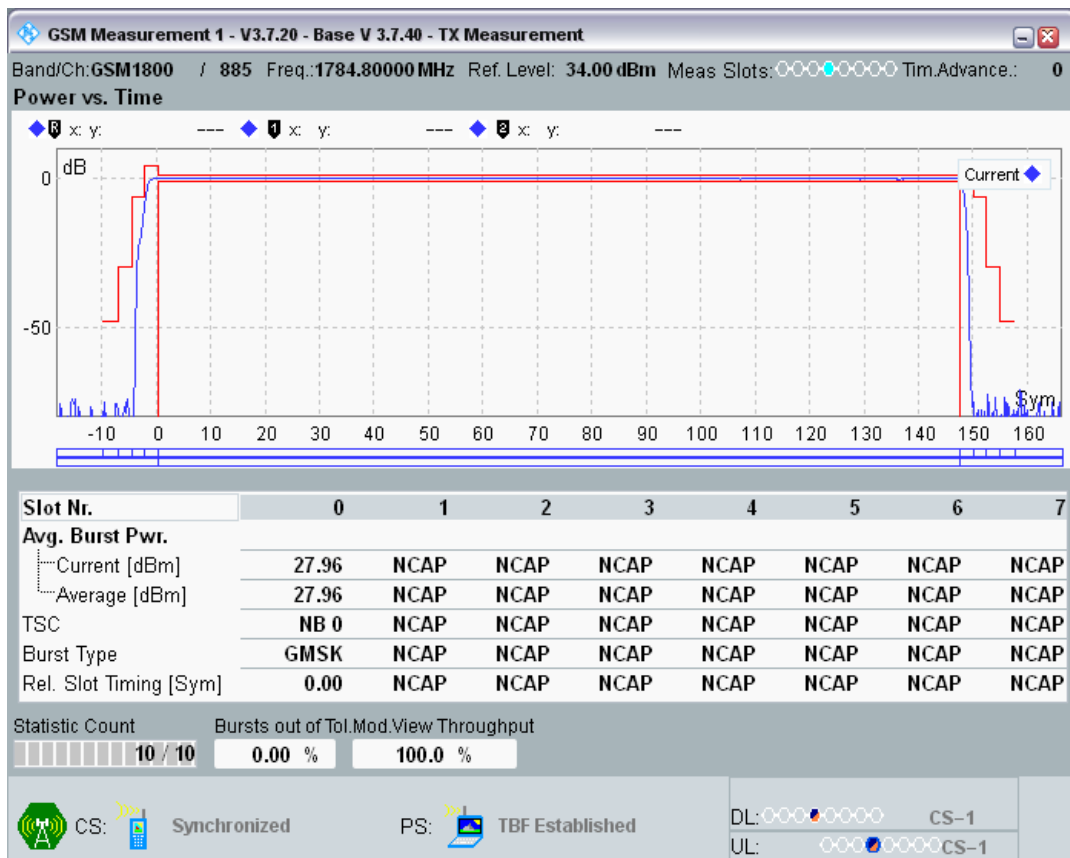 GSM Measurement 1 - V3.7.20 - Base V 3.7.40 - TX Measurement
Band/Ch:GSM1800 / 885 Freq.:1784.80000 MHz Ref. Level: 34.00 dBm Meas Slots: Tim.Advance.: 0
Power vs. Time
R x: y: --- 1 x: y: --- 2 x: y: ---
dB
0
Current
-50
Sym
-10 0 10 20 30 40 50 60 70 80 90 100 110 120 130 140 150 160
Slot Nr. 0 1 2 3 4 5 6 7
Avg. Burst Pwr.
Current [dBm] 27.96 NCAP NCAP NCAP NCAP NCAP NCAP NCAP
Average [dBm] 27.96 NCAP NCAP NCAP NCAP NCAP NCAP NCAP
TSC NB 0 NCAP NCAP NCAP NCAP NCAP NCAP NCAP
Burst Type GMSK NCAP NCAP NCAP NCAP NCAP NCAP NCAP
Rel. Slot Timing [Sym] 0.00 NCAP NCAP NCAP NCAP NCAP NCAP NCAP
Statistic Count Bursts out of Tol.Mod.View Throughput
10 / 10 0.00 % 100.0 %
CS: Synchronized PS: TBF Established DL: CS-1
UL: CS-1